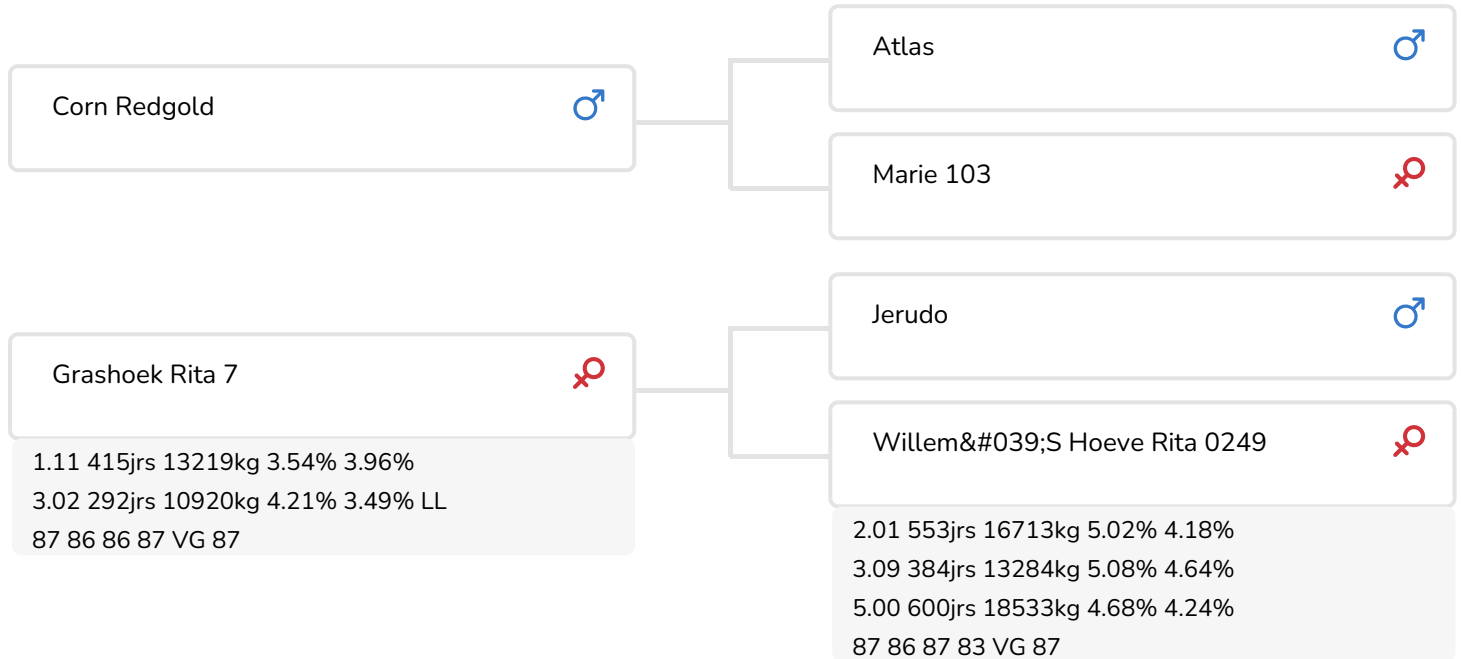 Corn Redgold
Atlas
Marie 103
Grashoek Rita 7
1.11 415jrs 13219kg 3.54% 3.96%
3.02 292jrs 10920kg 4.21% 3.49% LL
87 86 86 87 VG 87
Jerudo
Willem&#039;S Hoeve Rita 0249
2.01 553jrs 16713kg 5.02% 4.18%
3.09 384jrs 13284kg 5.08% 4.64%
5.00 600jrs 18533kg 4.68% 4.24%
87 86 87 83 VG 87